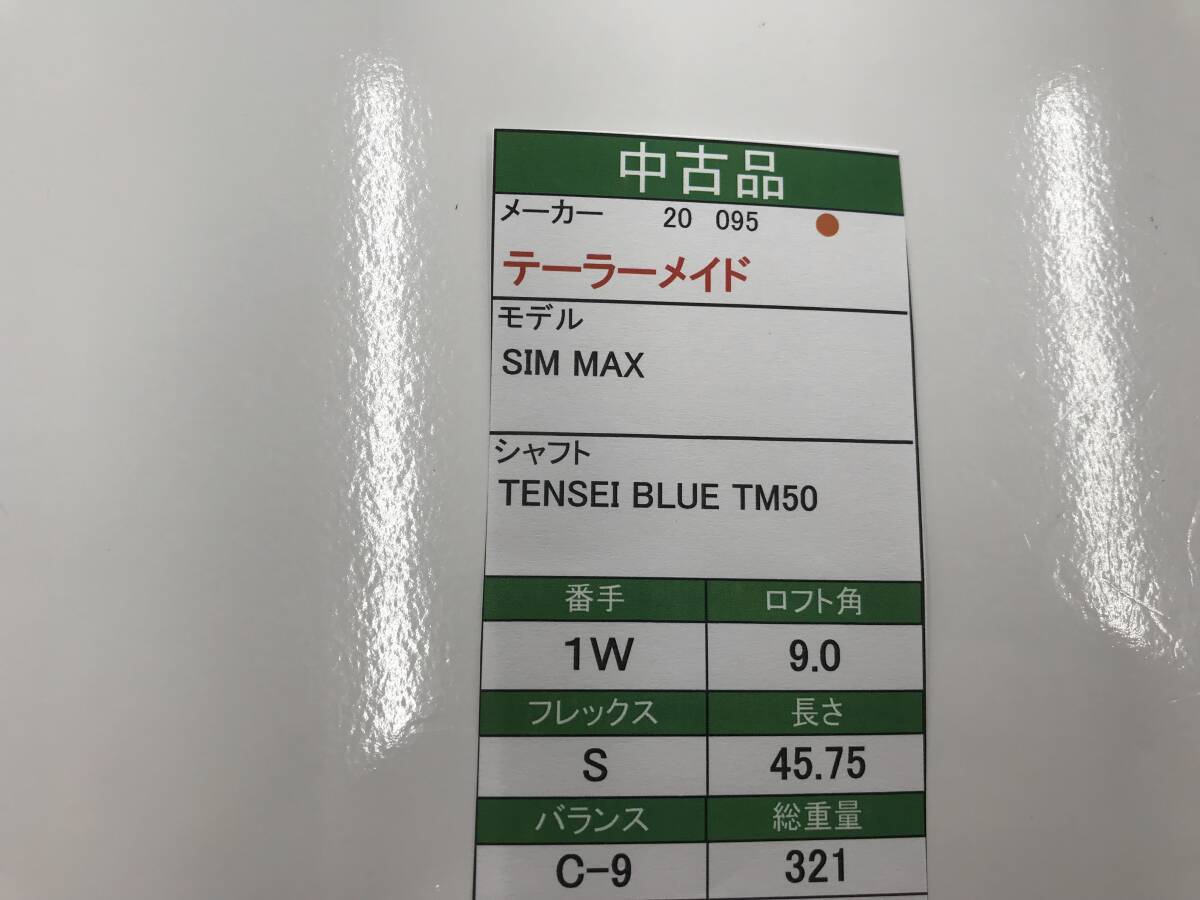 中古品
メーカー 20 095
テーラーメイド
モデル
SIM MAX
シャフト
TENSEI BLUE TM50
番手 ロフト角
1W 9.0
フレックス 長さ
S 45.75
バランス 総重量
C-9 321